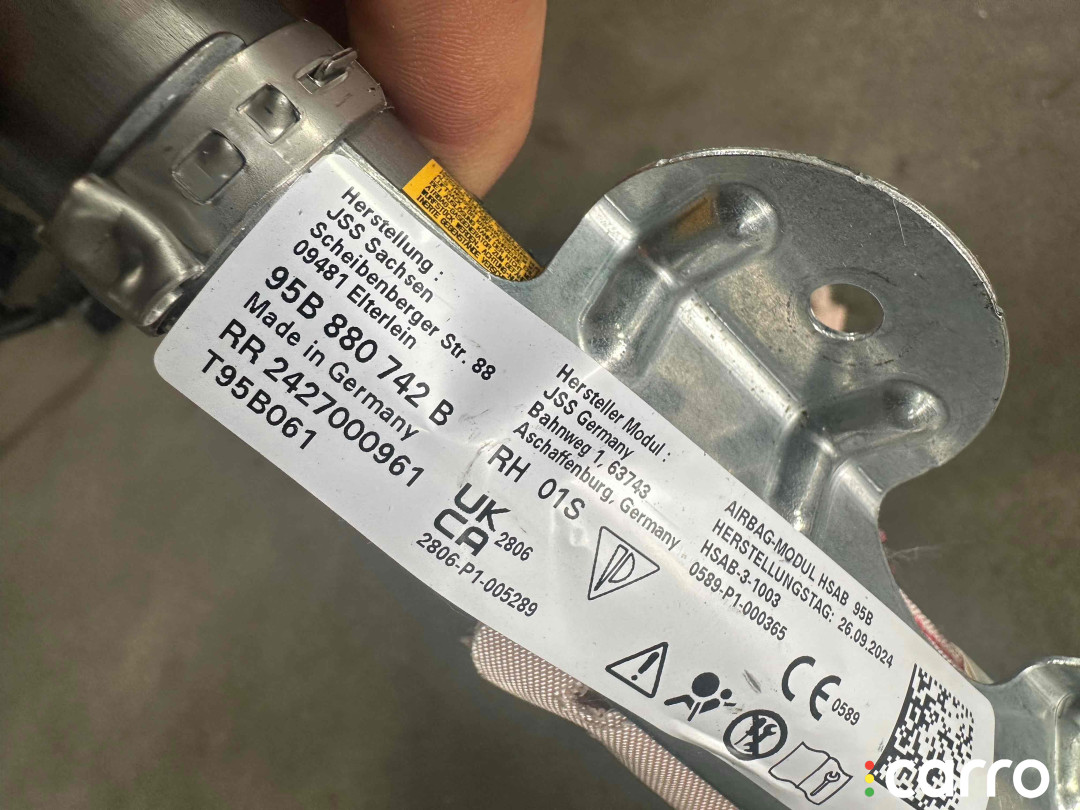 Herstellung :
JSS Sachsen
Scheibenberger Str. 88
09481 Elterlein
95B 880 742 B
Made in Germany
RR 2427000961
T95B061
RH 01S
UK
CA 2806
2806-P1-005289
Hersteller Modul :
JSS Germany
Bahnweg 1, 63743
Aschaffenburg, Germany
AIRBAG-MODUL HSAB 95B
HERSTELLUNGSTAG: 26.09.2024
HSAB-3-1003
0589-P1-000365
CE 0589
carro